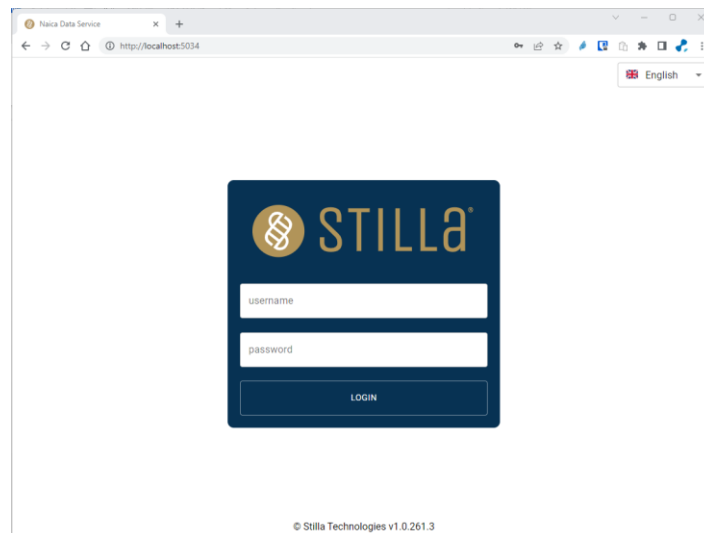 Naica Data Service
http://localhost:5034
English
STILLa®
username
password
LOGIN
© Stilla Technologies v1.0.261.3